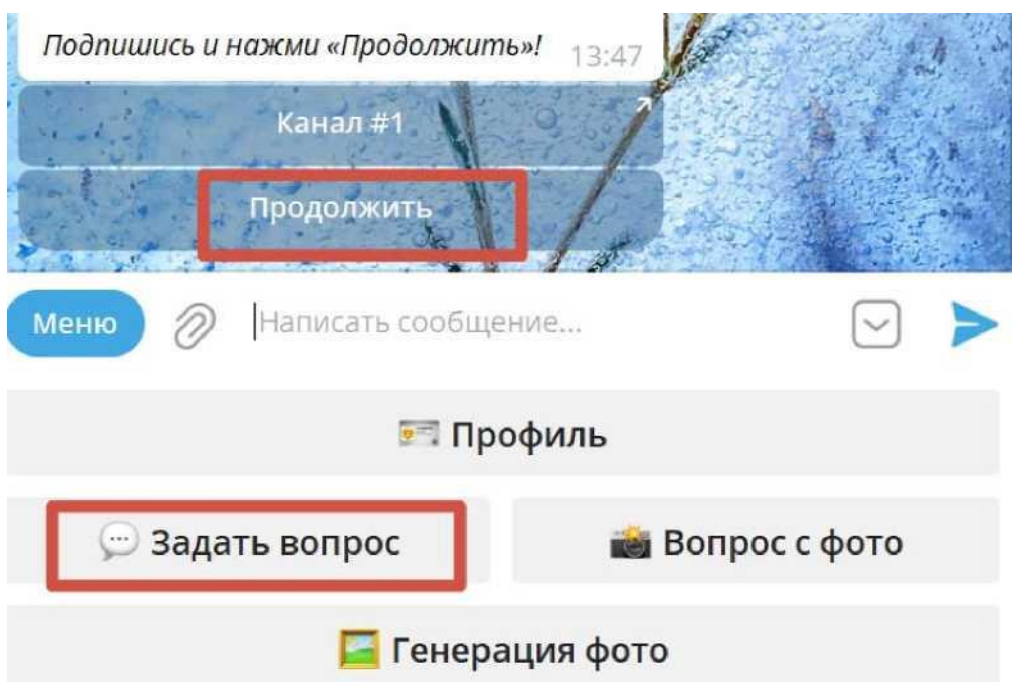 Подпишись и нажми «Продолжить»! 13:47
Канал #1
Продолжить
Меню Написать сообщение...
Профиль
Задать вопрос Вопрос с фото
Генерация фото